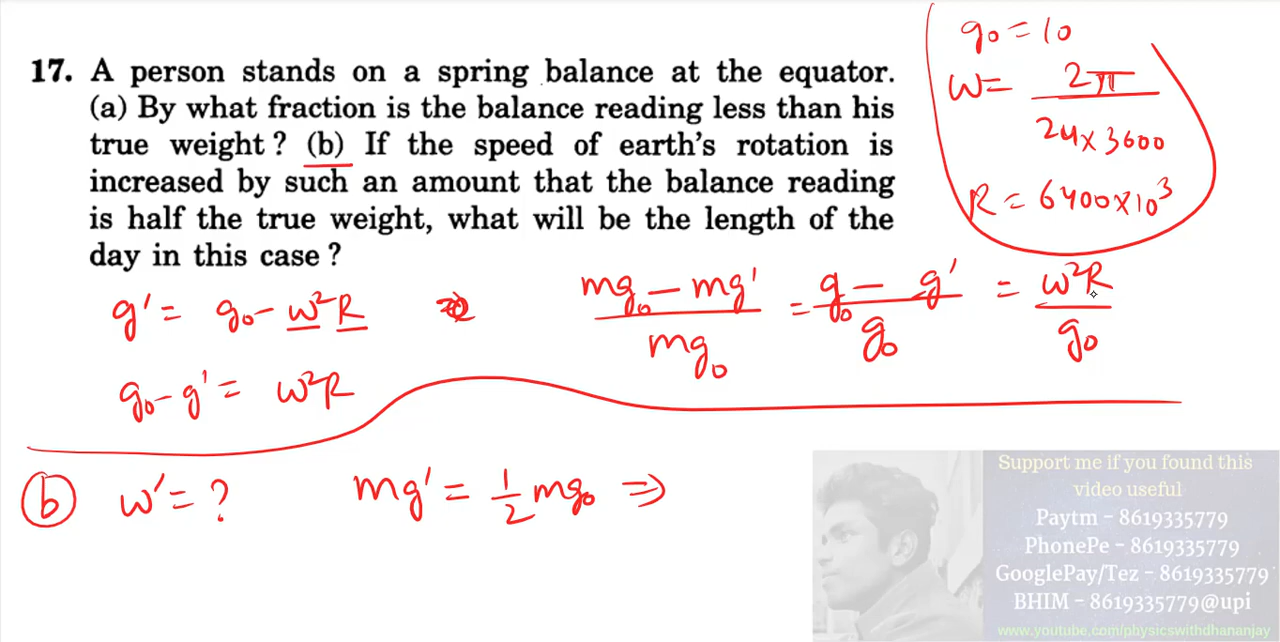 17. A person stands on a spring balance at the equator.
(a) By what fraction is the balance reading less than his
true weight ? (b) If the speed of earth's rotation is
increased by such an amount that the balance reading
is half the true weight, what will be the length of the
day in this case ?
g₀ = 10
W = 2π / 24 × 3600
R = 6400×10³
g' = g₀ - w²R
mg₀ - mg' / mg₀ = g₀ - g' / g₀ = w²R / g₀
g₀ - g' = w²R
(b) w' = ? mg' = 1/2 mg₀ ⇒
Support me if you found this
video useful
Paytm - 8619335779
PhonePe - 8619335779
GooglePay/Tez - 8619335779
BHIM - 8619335779@upi
www.youtube.com/physicswithdhananjay